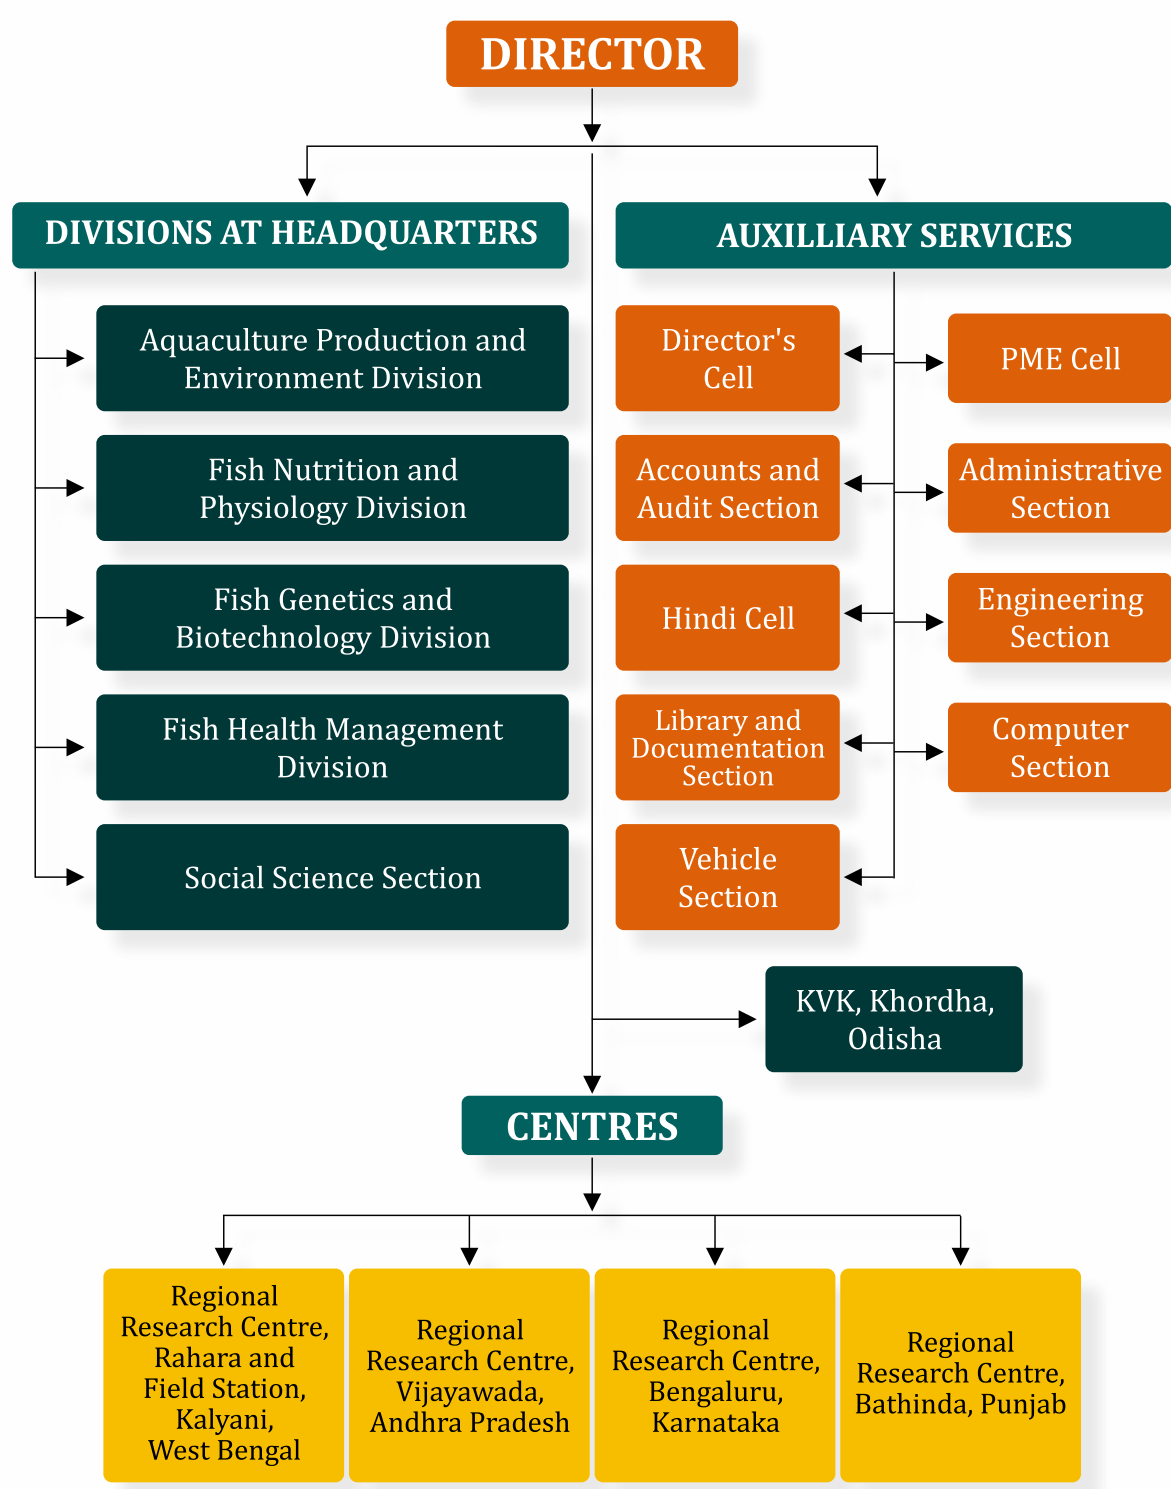 DIRECTOR
DIVISIONS AT HEADQUARTERS
Aquaculture Production and
Environment Division
Fish Nutrition and
Physiology Division
Fish Genetics and
Biotechnology Division
Fish Health Management
Division
Social Science Section
AUXILLIARY SERVICES
Director's
Cell
PME Cell
Accounts and
Audit Section
Administrative
Section
Hindi Cell
Engineering
Section
Library and
Documentation
Section
Computer
Section
Vehicle
Section
KVK, Khordha,
Odisha
CENTRES
Regional
Research Centre,
Rahara and
Field Station,
Kalyani,
West Bengal
Regional
Research Centre,
Vijayawada,
Andhra Pradesh
Regional
Research Centre,
Bengaluru,
Karnataka
Regional
Research Centre,
Bathinda, Punjab